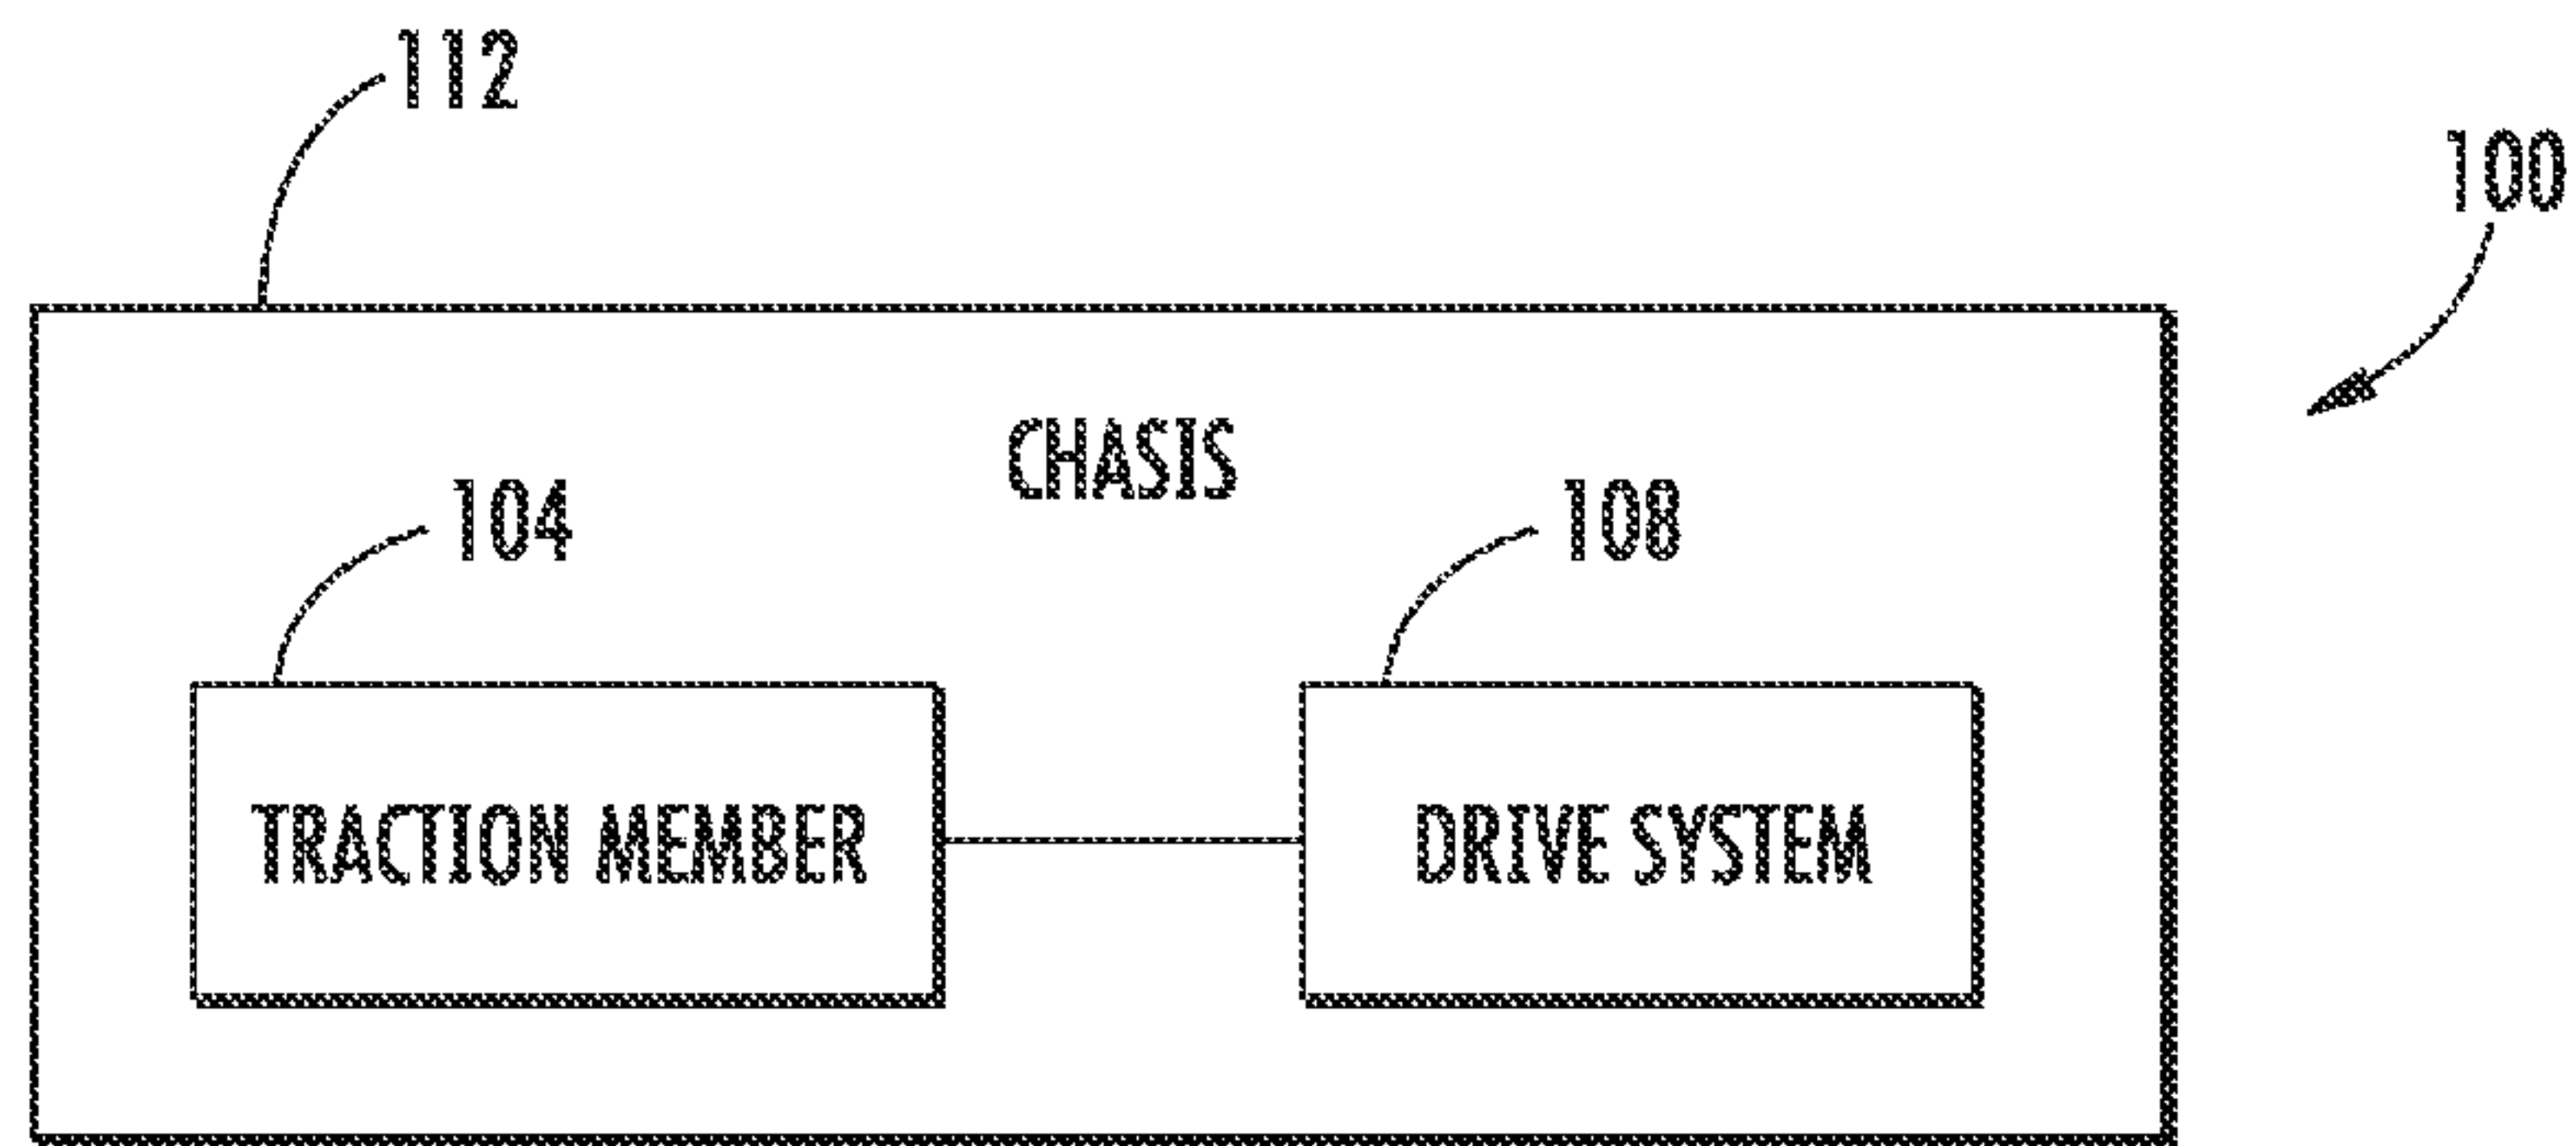 112
100
CHASIS
104
108
TRACTION MEMBER
DRIVE SYSTEM